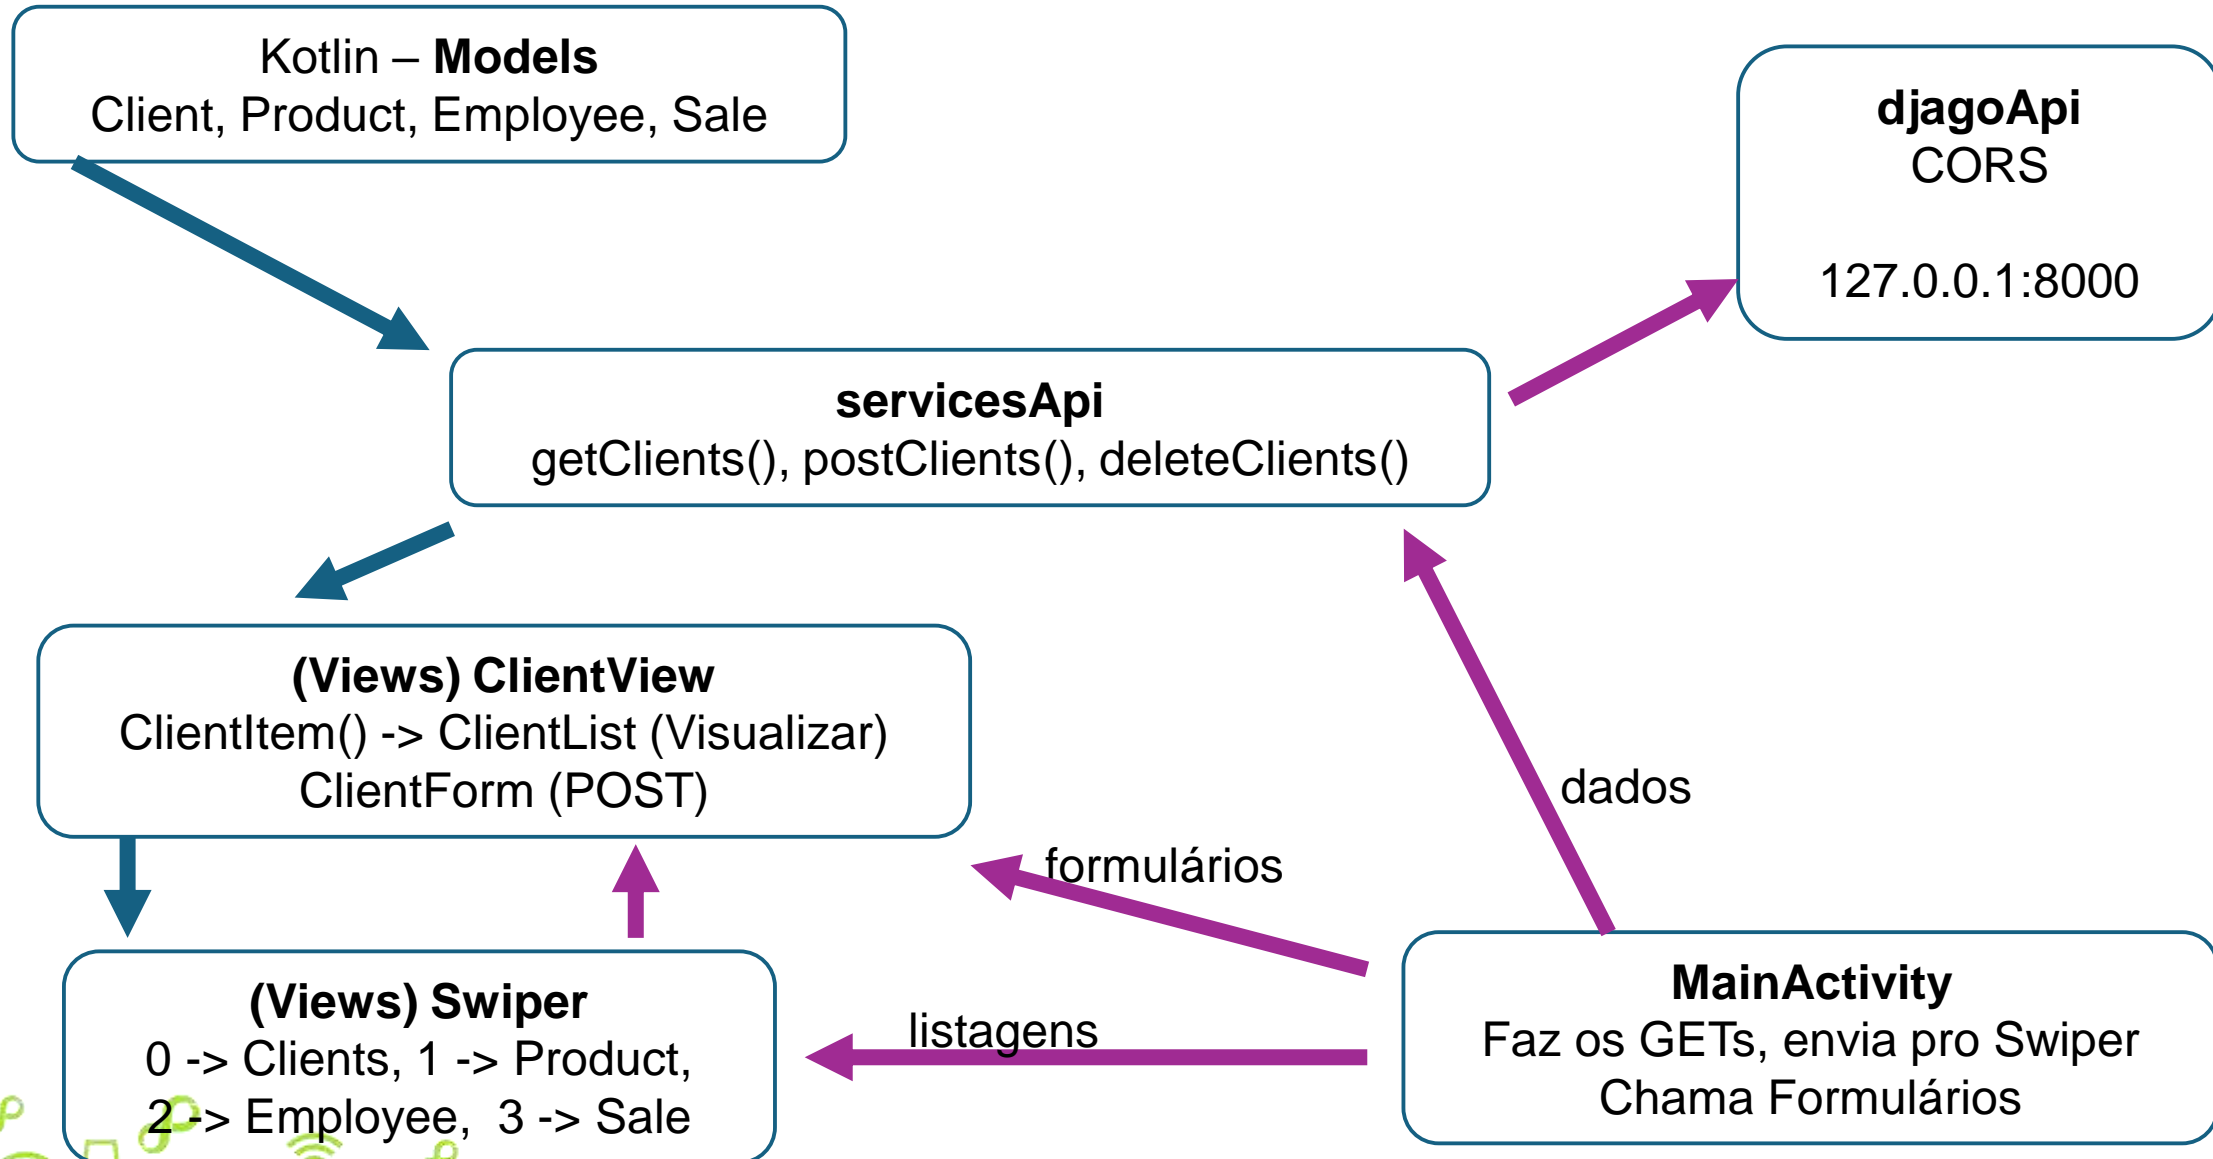 Kotlin – Models
Client, Product, Employee, Sale
djagoApi
CORS
127.0.0.1:8000
servicesApi
getClients(), postClients(), deleteClients()
(Views) ClientView
ClientItem() -> ClientList (Visualizar)
ClientForm (POST)
dados
formulários
(Views) Swiper
0 -> Clients, 1 -> Product,
2 -> Employee, 3 -> Sale
listagens
MainActivity
Faz os GETs, envia pro Swiper
Chama Formulários